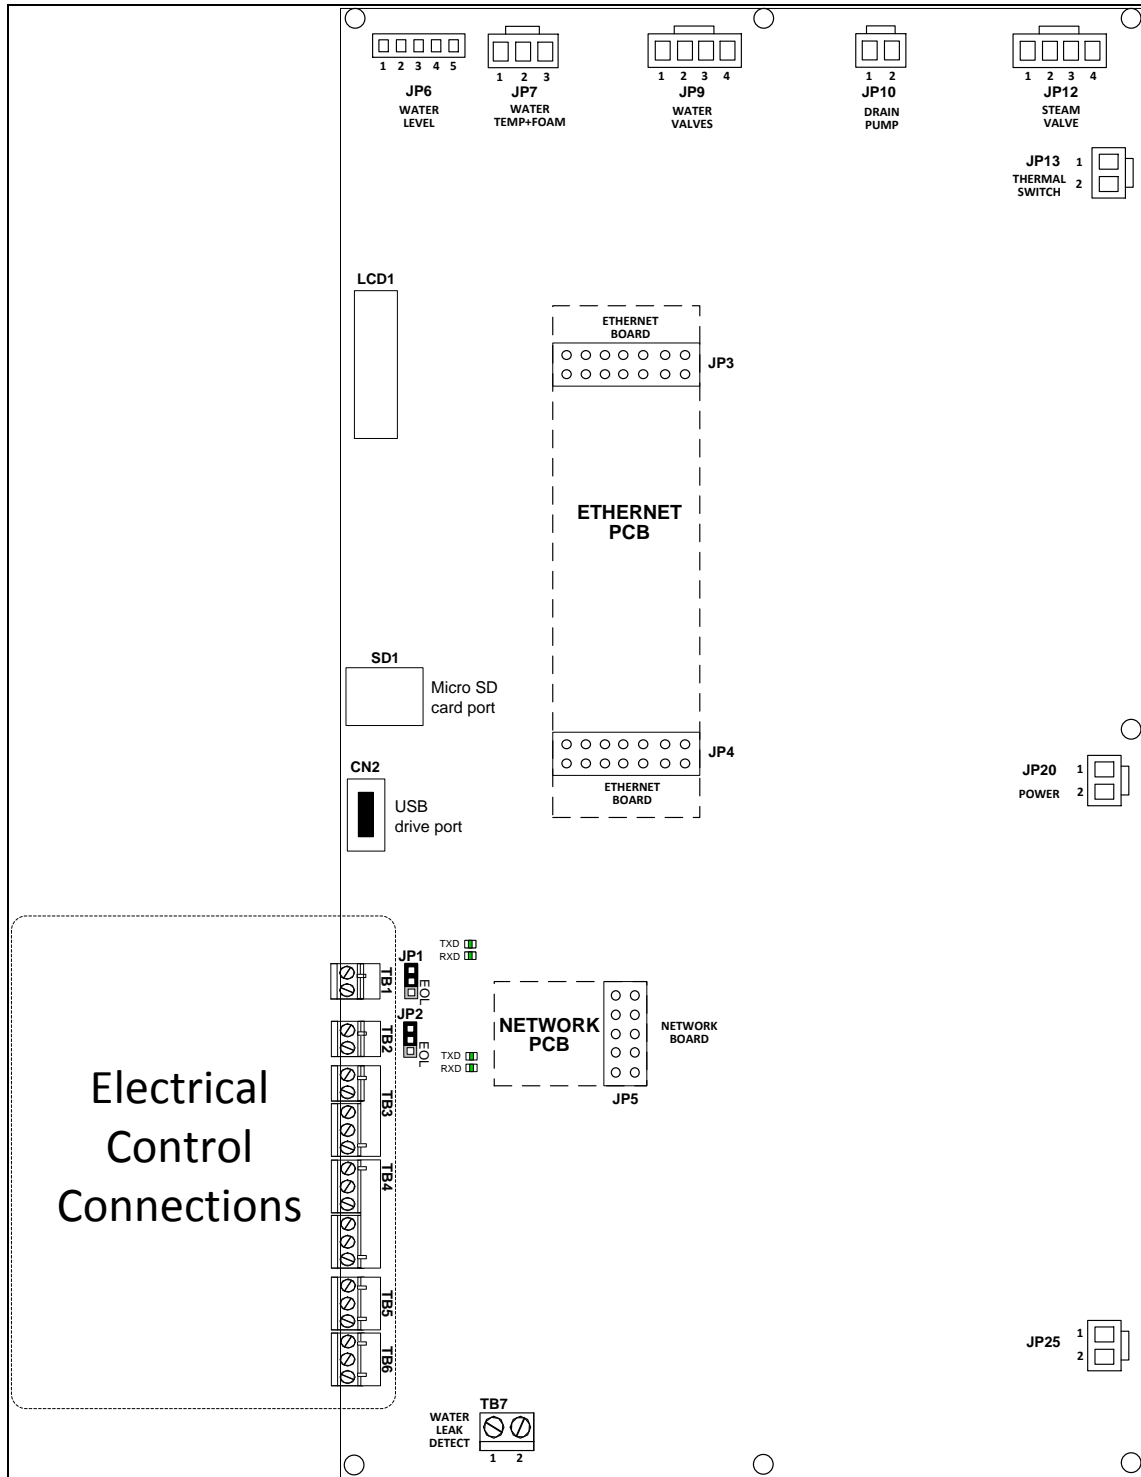 1 2 3 4 5
JP6
WATER
LEVEL
1 2 3
JP7
WATER
TEMP+FOAM
1 2 3 4
JP9
WATER
VALVES
1 2
JP10
DRAIN
PUMP
1 2 3 4
JP12
STEAM
VALVE
JP13 1
THERMAL 2
SWITCH
LCD1
ETHERNET
BOARD
JP3
ETHERNET
PCB
SD1
Micro SD
card port
JP4
ETHERNET
BOARD
CN2
USB
drive port
JP20 1
POWER 2
TXD
RXD
JP1
EOL
TB1
JP2
EOL
TB2
TXD
RXD
NETWORK
PCB
NETWORK
BOARD
JP5
TB3
TB4
TB5
TB6
Electrical
Control
Connections
JP25 1
2
TB7
WATER
LEAK
DETECT
1 2